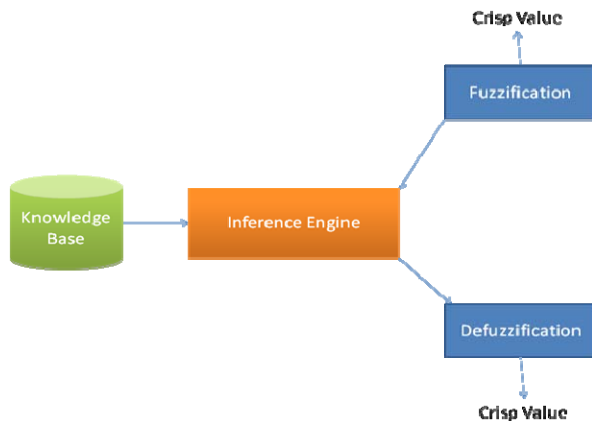 Crisp Value
Fuzzification
Knowledge
Base
Inference Engine
Defuzzification
Crisp Value